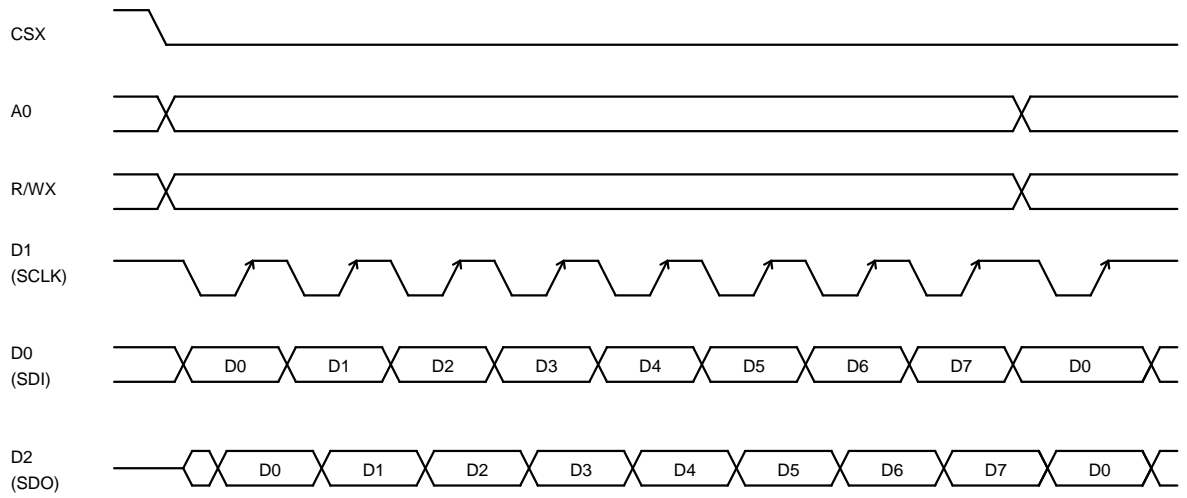 CSX
A0
R/WX
D1
(SCLK)
D0
(SDI)
D0 D1 D2 D3 D4 D5 D6 D7 D0
D2
(SDO)
D0 D1 D2 D3 D4 D5 D6 D7 D0